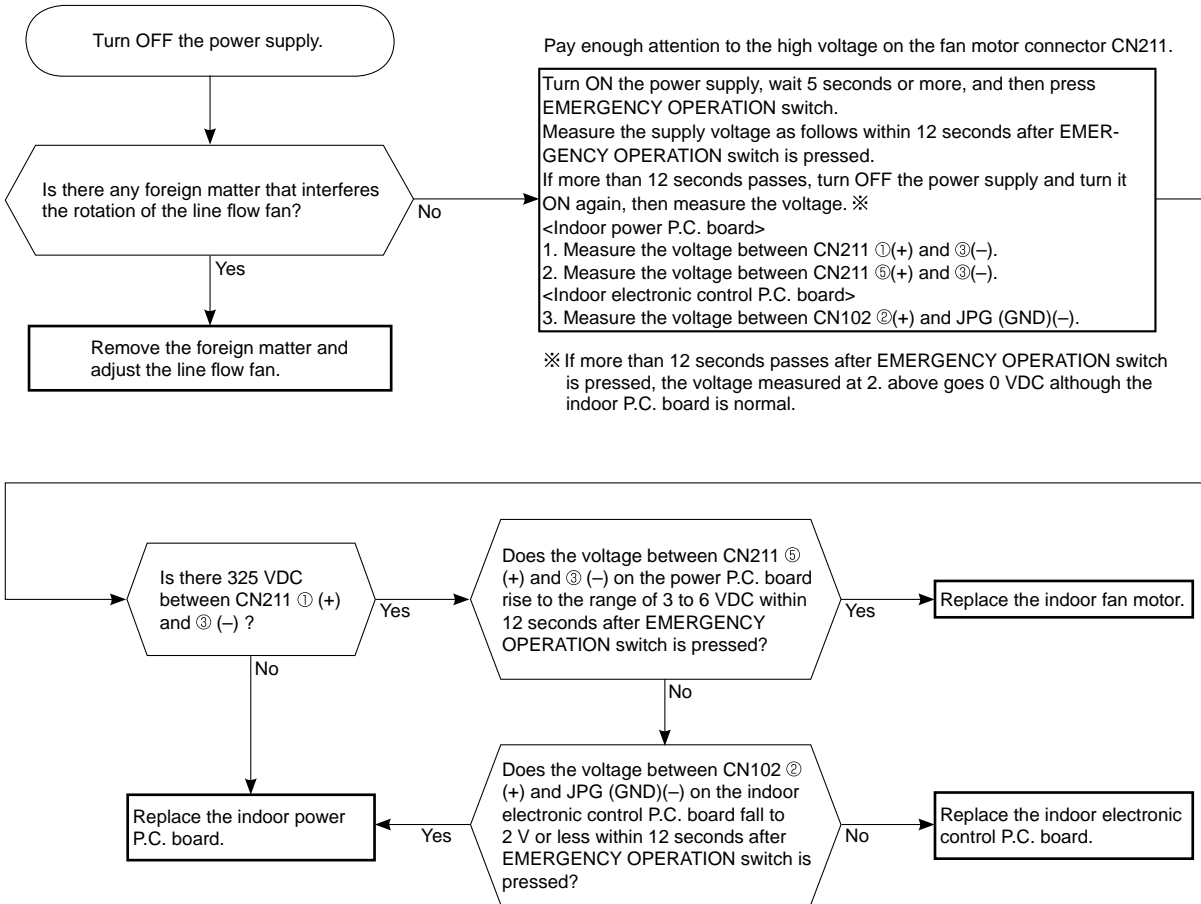 Turn OFF the power supply.
Is there any foreign matter that interferes
the rotation of the line flow fan?
No
Yes
Remove the foreign matter and
adjust the line flow fan.
Pay enough attention to the high voltage on the fan motor connector CN211.
Turn ON the power supply, wait 5 seconds or more, and then press
EMERGENCY OPERATION switch.
Measure the supply voltage as follows within 12 seconds after EMER-
GENCY OPERATION switch is pressed.
If more than 12 seconds passes, turn OFF the power supply and turn it
ON again, then measure the voltage. ※
<Indoor power P.C. board>
1. Measure the voltage between CN211 ①(+) and ③(–).
2. Measure the voltage between CN211 ⑤(+) and ③(–).
<Indoor electronic control P.C. board>
3. Measure the voltage between CN102 ②(+) and JPG (GND)(–).
※ If more than 12 seconds passes after EMERGENCY OPERATION switch
is pressed, the voltage measured at 2. above goes 0 VDC although the
indoor P.C. board is normal.
Is there 325 VDC
between CN211 ① (+)
and ③ (–) ?
Yes
No
Does the voltage between CN211 ⑤
(+) and ③ (–) on the power P.C. board
rise to the range of 3 to 6 VDC within
12 seconds after EMERGENCY
OPERATION switch is pressed?
Yes
Replace the indoor fan motor.
No
Does the voltage between CN102 ②
(+) and JPG (GND)(–) on the indoor
electronic control P.C. board fall to
2 V or less within 12 seconds after
EMERGENCY OPERATION switch is
pressed?
Yes
Replace the indoor power
P.C. board.
No
Replace the indoor electronic
control P.C. board.